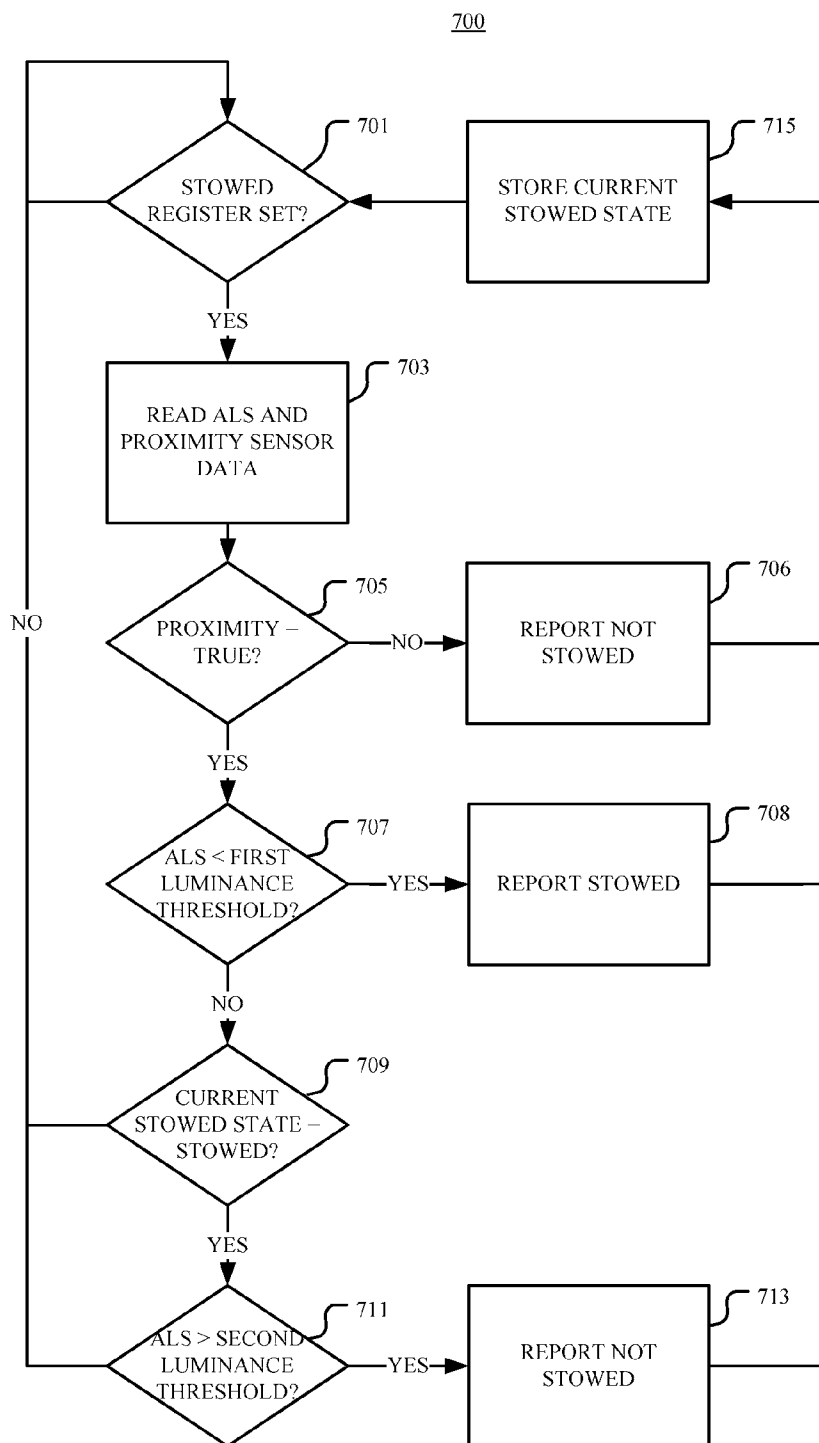 700
701
STOWED
REGISTER SET?
715
STORE CURRENT
STOWED STATE
YES
703
READ ALS AND
PROXIMITY SENSOR
DATA
705
PROXIMITY –
TRUE?
NO
706
REPORT NOT
STOWED
NO
YES
707
ALS < FIRST
LUMINANCE
THRESHOLD?
YES
708
REPORT STOWED
NO
709
CURRENT
STOWED STATE –
STOWED?
YES
711
ALS > SECOND
LUMINANCE
THRESHOLD?
YES
713
REPORT NOT
STOWED